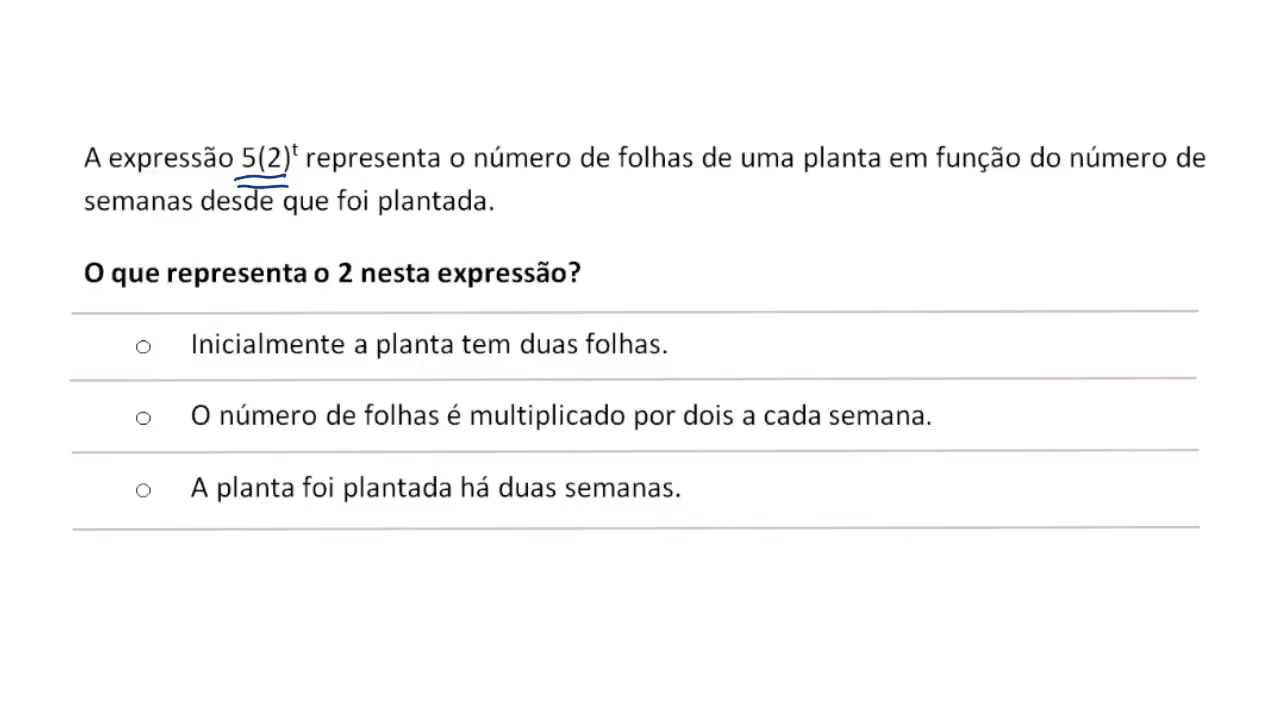 A expressão 5(2)ᵗ representa o número de folhas de uma planta em função do número de
semanas desde que foi plantada.
O que representa o 2 nesta expressão?
○ Inicialmente a planta tem duas folhas.
○ O número de folhas é multiplicado por dois a cada semana.
○ A planta foi plantada há duas semanas.